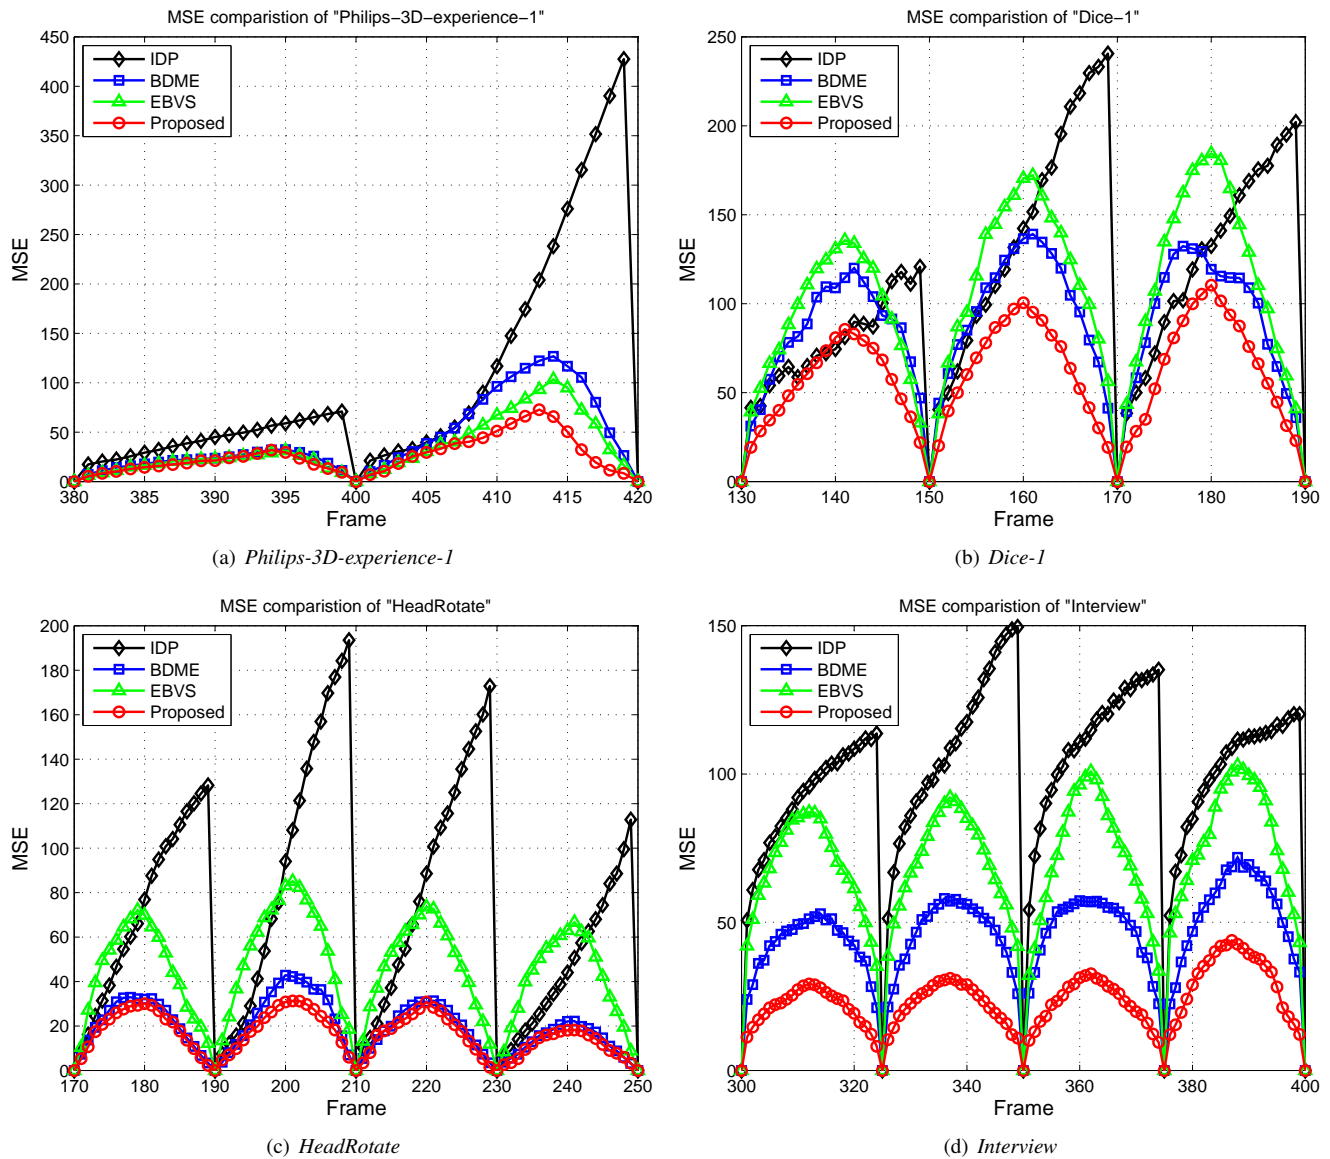 MSE comparistion of "Philips−3D−experience−1"
450
400
350
300
250
200
150
100
50
0
MSE
IDP
BDME
EBVS
Proposed
380 385 390 395 400 405 410 415 420
Frame
(a) Philips-3D-experience-1
MSE comparistion of "Dice−1"
250
200
150
100
50
0
MSE
IDP
BDME
EBVS
Proposed
130 140 150 160 170 180 190
Frame
(b) Dice-1
MSE comparistion of "HeadRotate"
200
180
160
140
120
100
80
60
40
20
0
MSE
IDP
BDME
EBVS
Proposed
170 180 190 200 210 220 230 240 250
Frame
(c) HeadRotate
MSE comparistion of "Interview"
150
100
50
0
MSE
IDP
BDME
EBVS
Proposed
300 320 340 360 380 400
Frame
(d) Interview